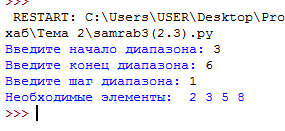 >>>
RESTART: C:\Users\USER\Desktop\Pro
хаб\Тема 2\samrab3(2.3).py
Введите начало диапазона: 3
Введите конец диапазона: 6
Введите шаг диапазона: 1
Необходимые элементы:  2 3 5 8
>>>